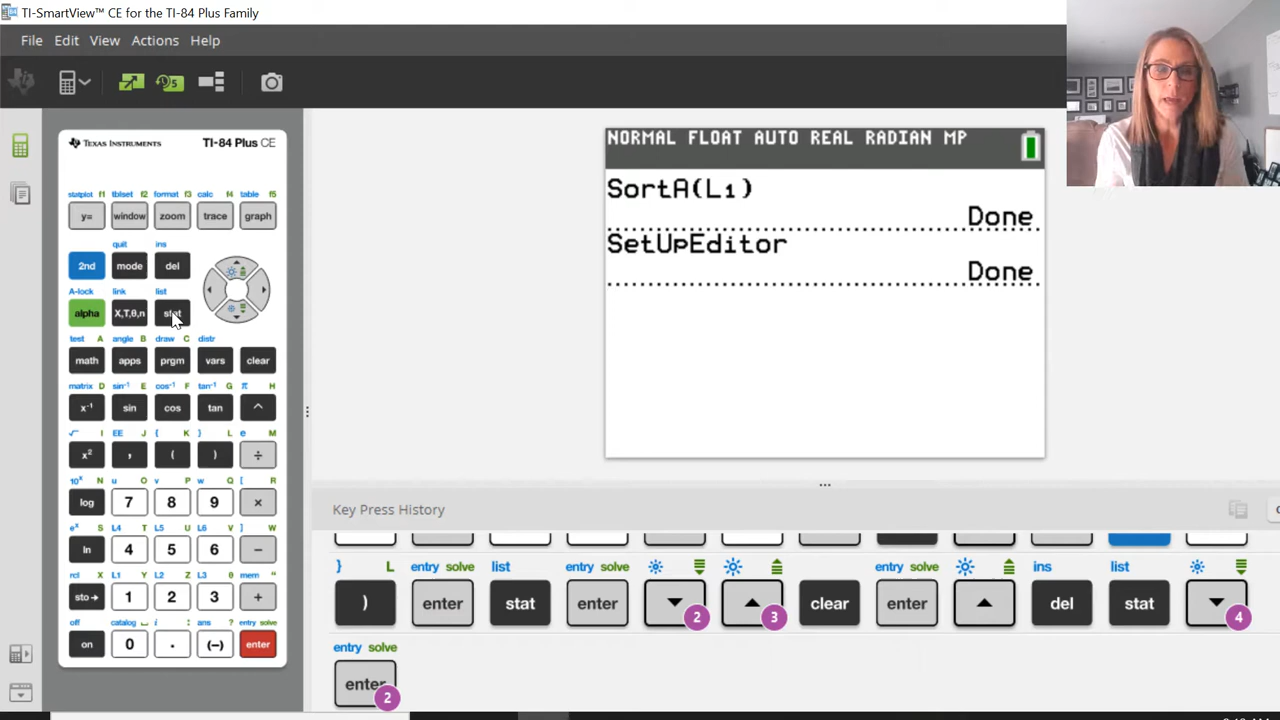 TI-SmartView™ CE for the TI-84 Plus Family
File Edit View Actions Help
TEXAS INSTRUMENTS TI-84 Plus CE
statplot f1 tblset f2 format f3 calc f4 table f5
y= window zoom trace graph
quit ins
2nd mode del
A-lock link list
alpha X,T,θ,n stat
test A angle B draw C distr
math apps prgm vars clear
matrix D sin⁻¹ E cos⁻¹ F tan⁻¹ G π H
x⁻¹ sin cos tan ^
√ I EE J { K } L e M
x² , ( ) ÷
10ˣ N u O v P w Q [ R
log 7 8 9 ×
eˣ S L4 T L5 U L6 V ] W
ln 4 5 6 −
rcl X L1 Y L2 Z L3 θ mem "
sto→ 1 2 3 +
off catalog ⎵ i : ans ? entry solve
on 0 . (−) enter
NORMAL FLOAT AUTO REAL RADIAN MP
SortA(L₁)
Done
SetUpEditor
Done
Key Press History
} L entry solve list entry solve entry solve ins list
) enter stat enter 2 3 clear enter del stat 4
entry solve
enter 2